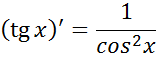 (tg x)′ = 1/cos²x